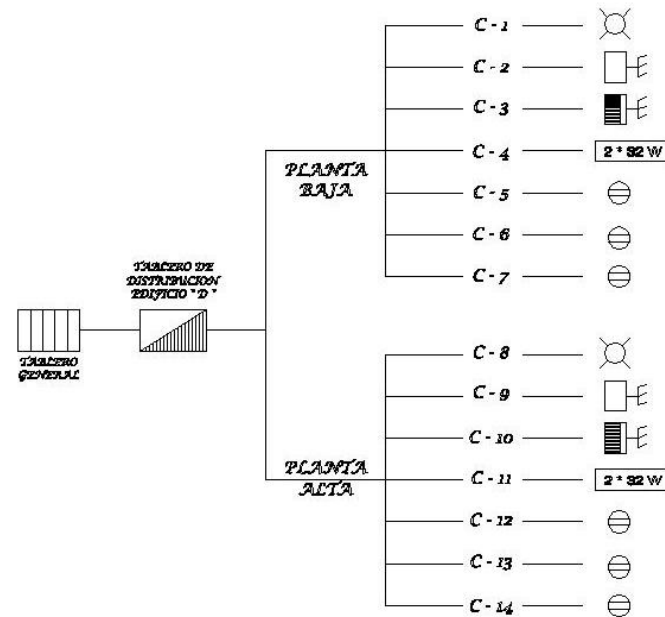 C - 1
C - 2
C - 3
C - 4
2 * 32 W
PLANTA
BAJA
C - 5
C - 6
C - 7
TABLERO DE
DISTRIBUCION
EDIFICIO "D"
TABLERO
GENERAL
C - 8
C - 9
C - 10
PLANTA
ALTA
C - 11
2 * 32 W
C - 12
C - 13
C - 14